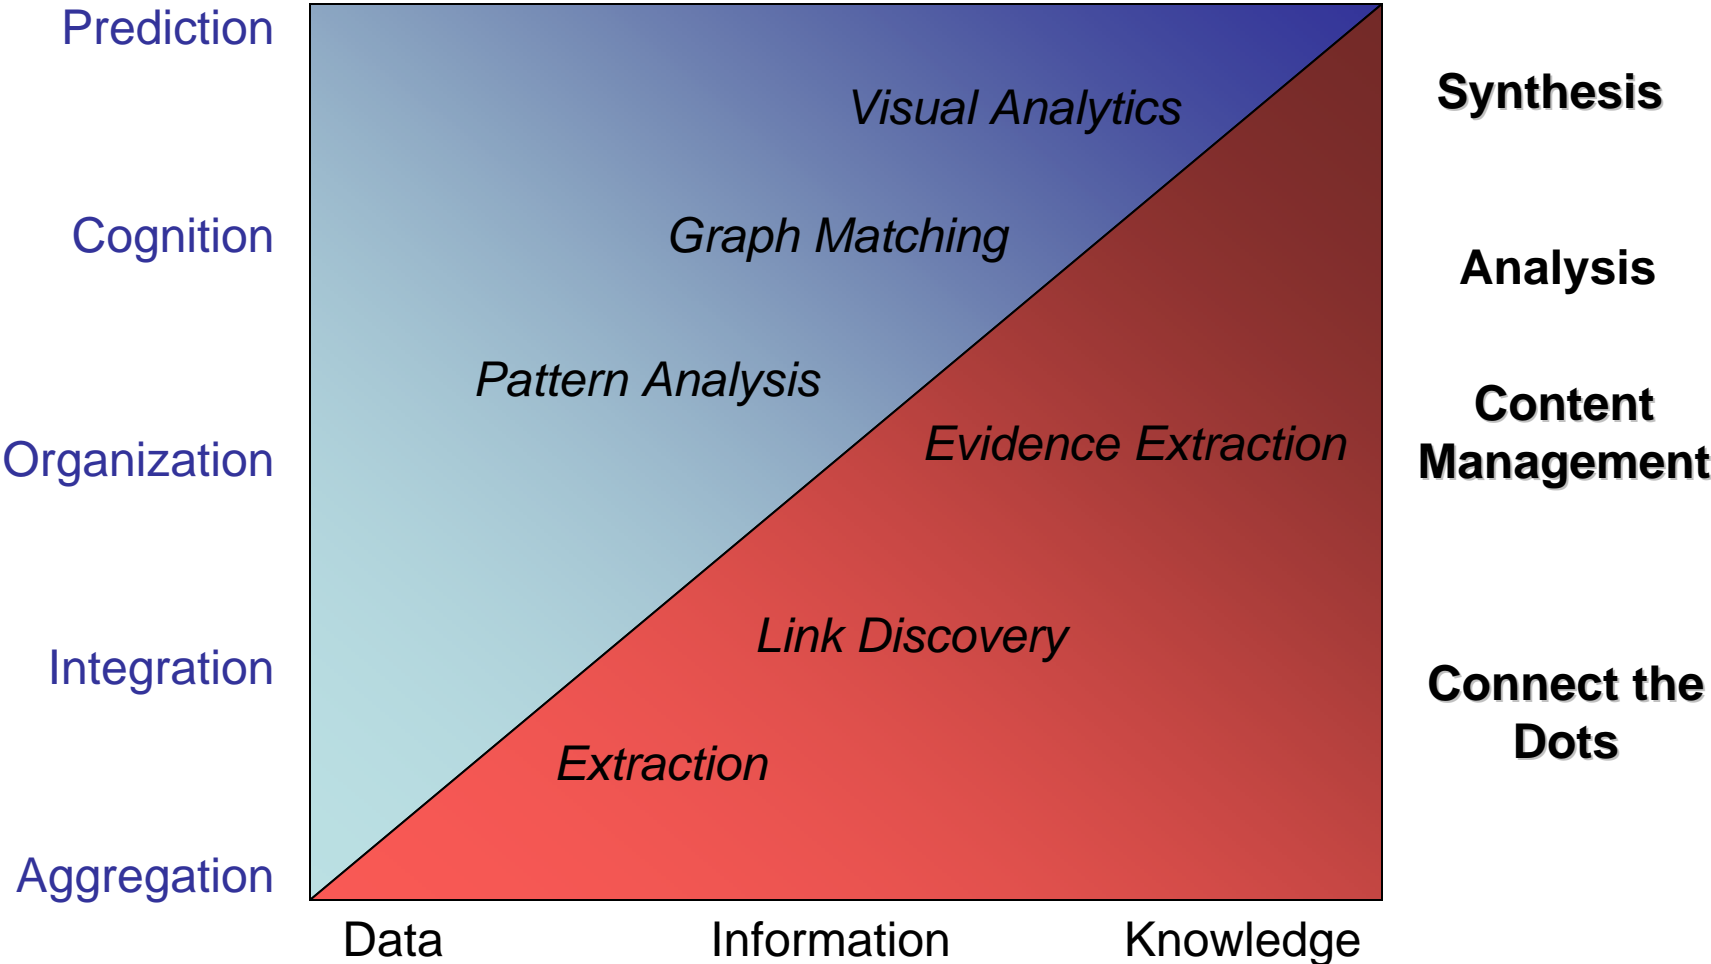 Prediction
Synthesis
Visual Analytics
Cognition
Graph Matching
Analysis
Pattern Analysis
Content
Management
Organization
Evidence Extraction
Integration
Link Discovery
Connect the
Dots
Extraction
Aggregation
Data
Information
Knowledge